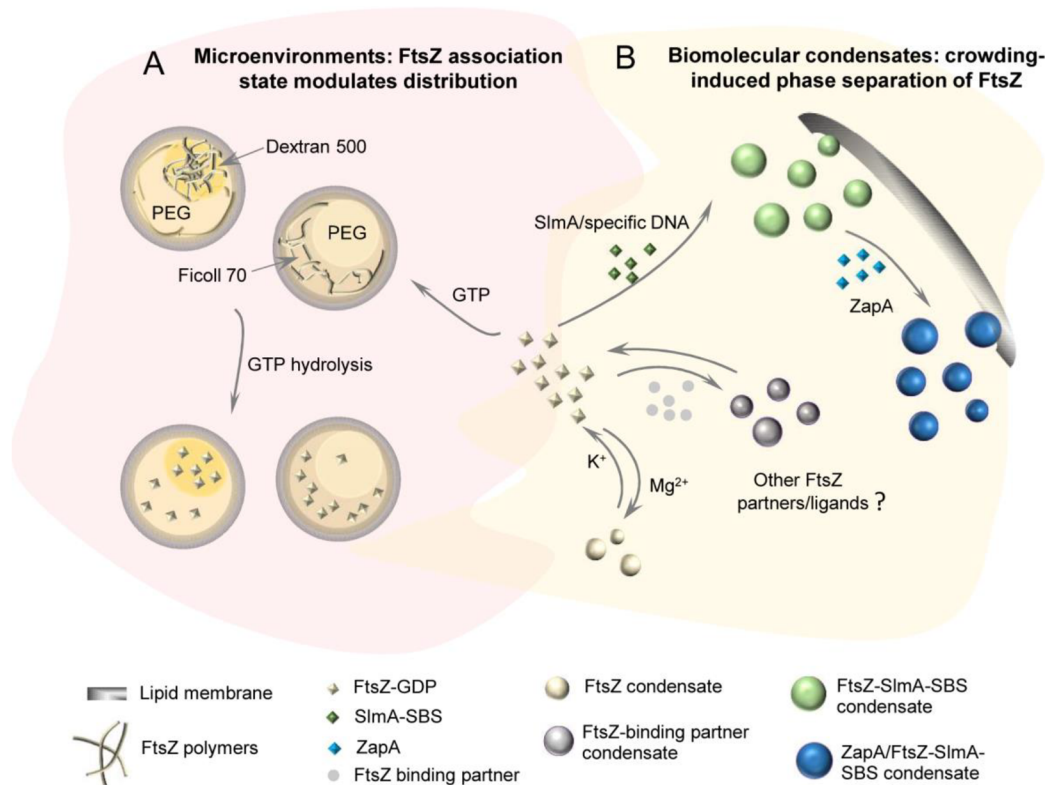 A
Microenvironments: FtsZ association
state modulates distribution
B
Biomolecular condensates: crowding-
induced phase separation of FtsZ
Dextran 500
PEG
PEG
Ficoll 70
GTP
GTP hydrolysis
SlmA/specific DNA
ZapA
K⁺
Mg²⁺
Other FtsZ
partners/ligands ?
Lipid membrane
FtsZ polymers
FtsZ-GDP
SlmA-SBS
ZapA
FtsZ binding partner
FtsZ condensate
FtsZ-binding partner
condensate
FtsZ-SlmA-SBS
condensate
ZapA/FtsZ-SlmA-
SBS condensate